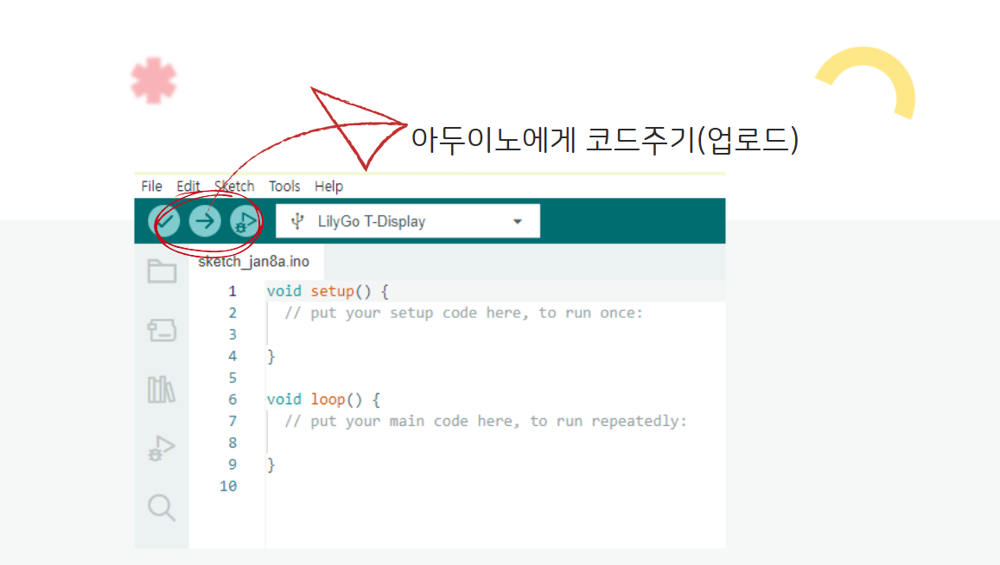 아두이노에게 코드주기(업로드)
File Edit Sketch Tools Help
LilyGo T-Display
sketch_jan8a.ino
1 void setup() {
2 // put your setup code here, to run once:
3
4 }
5
6 void loop() {
7 // put your main code here, to run repeatedly:
8
9 }
10